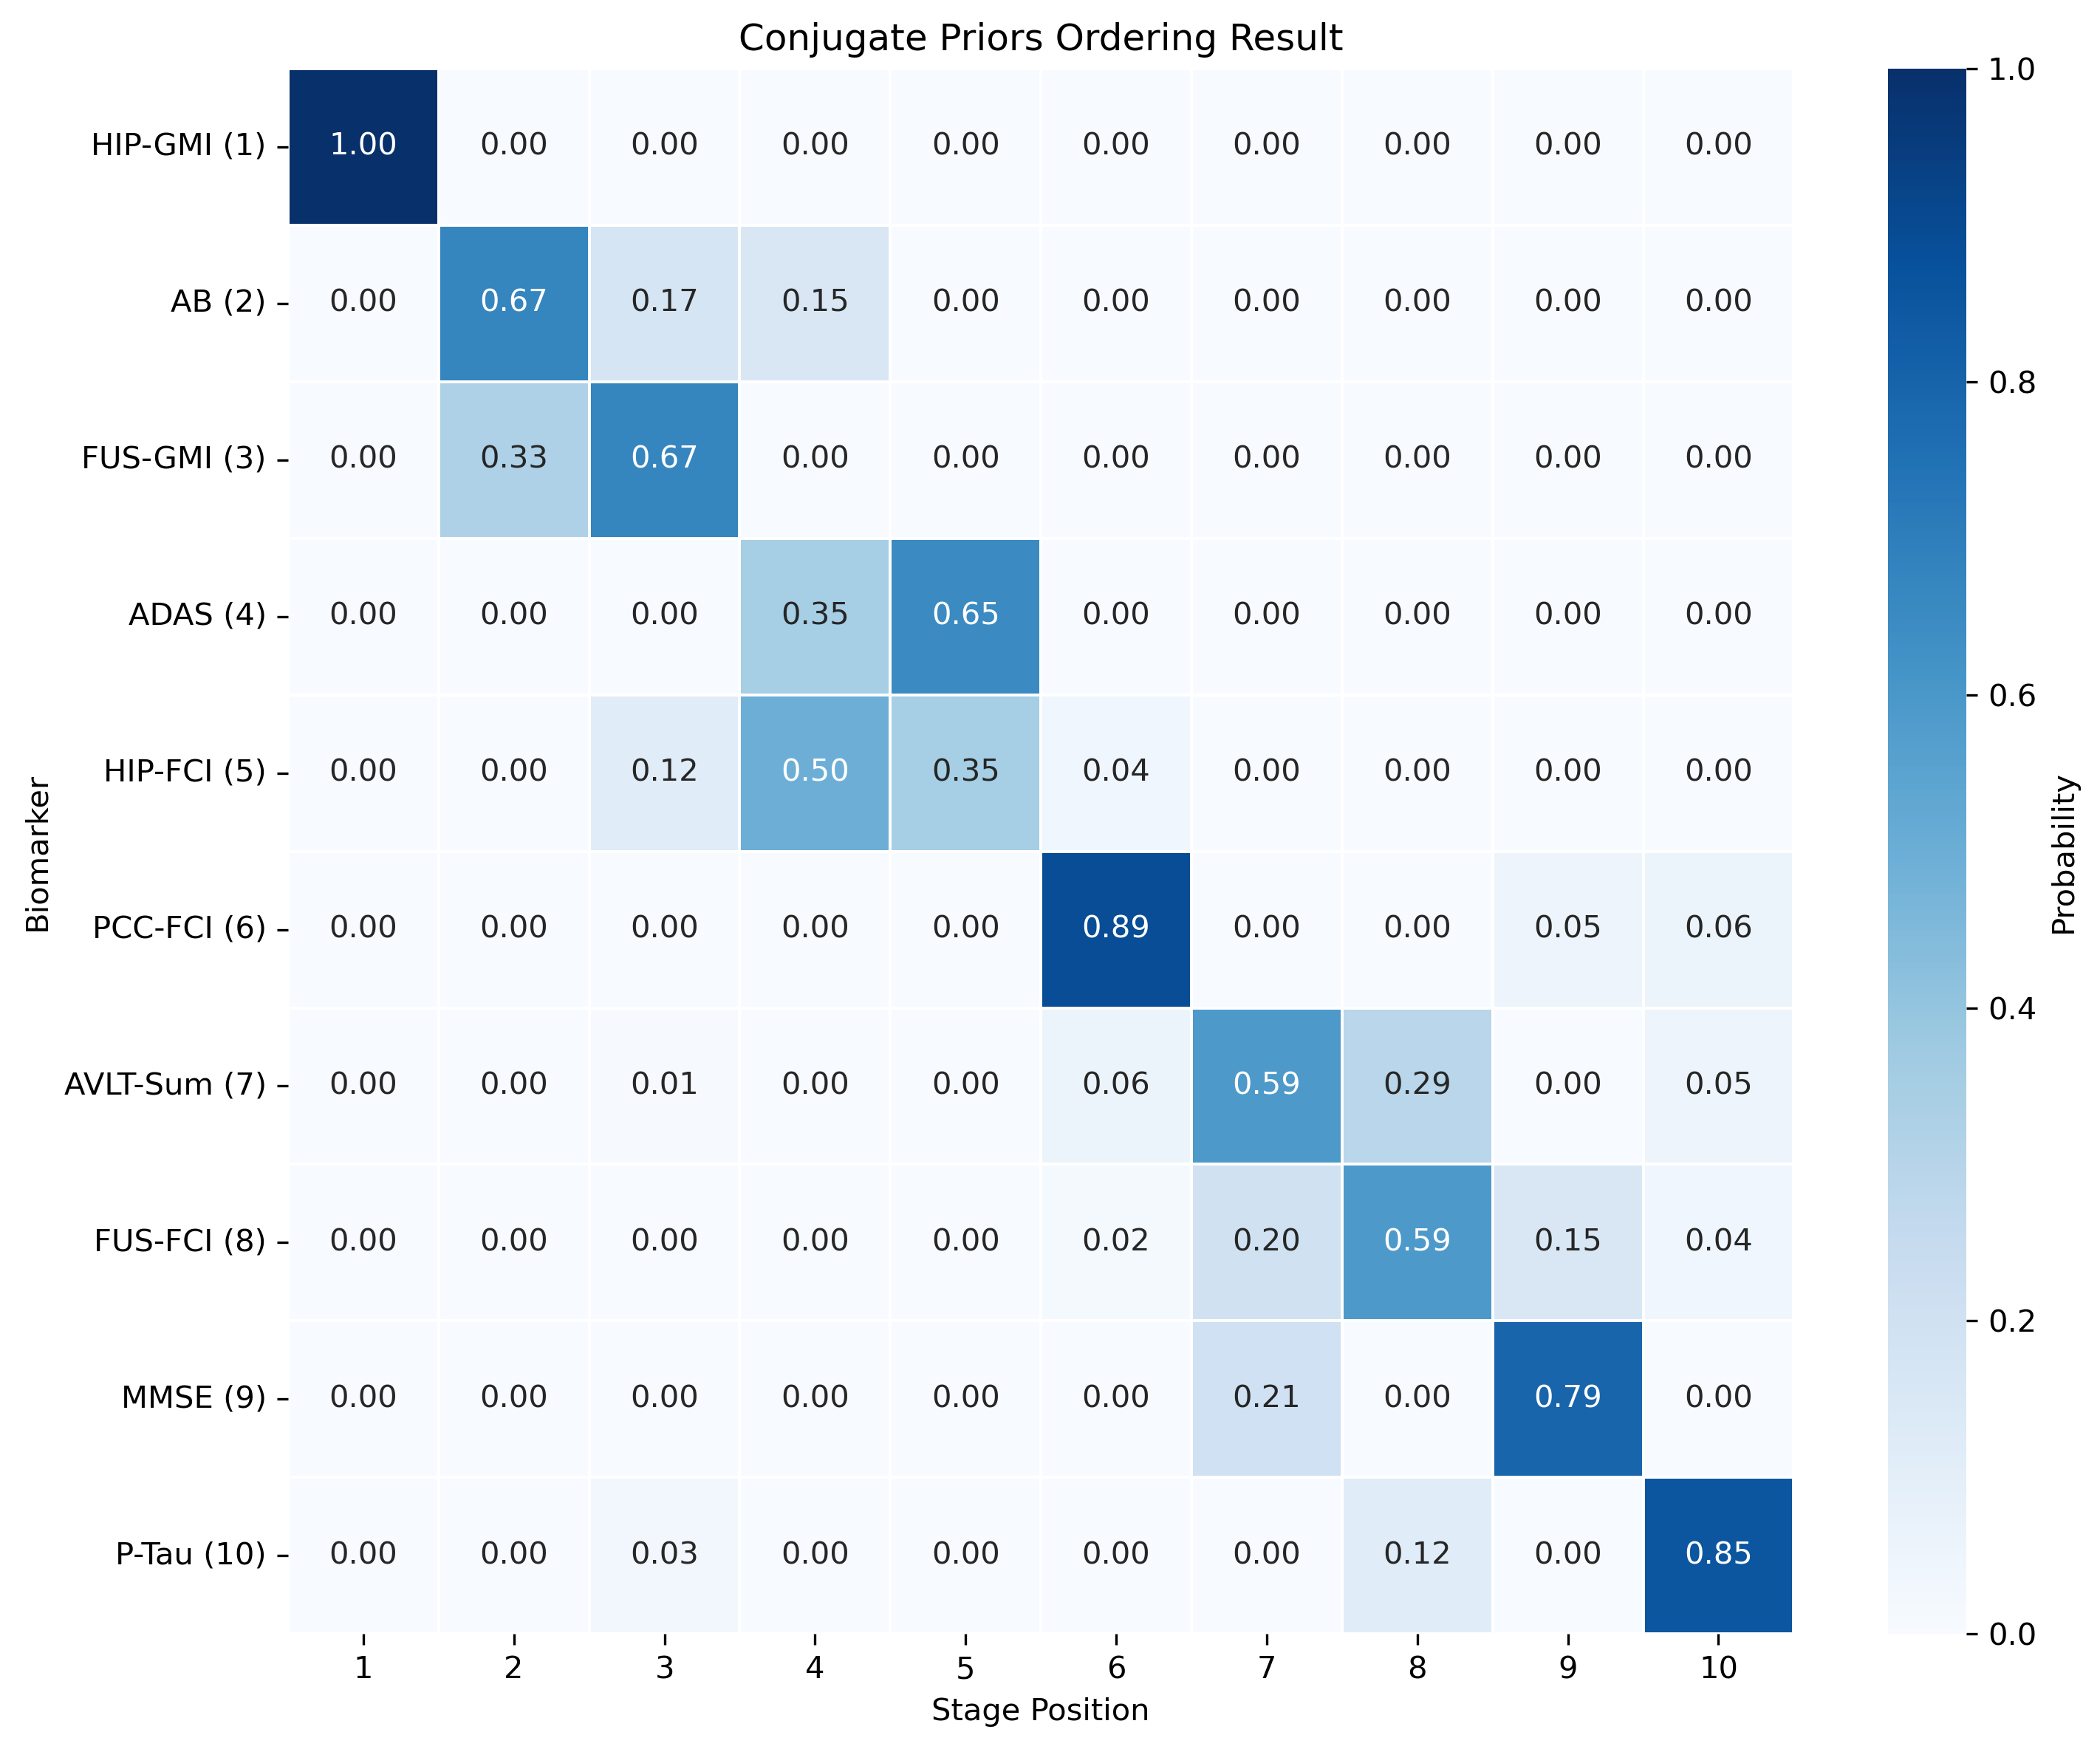 Conjugate Priors Ordering Result
HIP-GMI (1) 1.00 0.00 0.00 0.00 0.00 0.00 0.00 0.00 0.00 0.00
AB (2) 0.00 0.67 0.17 0.15 0.00 0.00 0.00 0.00 0.00 0.00
FUS-GMI (3) 0.00 0.33 0.67 0.00 0.00 0.00 0.00 0.00 0.00 0.00
ADAS (4) 0.00 0.00 0.00 0.35 0.65 0.00 0.00 0.00 0.00 0.00
HIP-FCI (5) 0.00 0.00 0.12 0.50 0.35 0.04 0.00 0.00 0.00 0.00
PCC-FCI (6) 0.00 0.00 0.00 0.00 0.00 0.89 0.00 0.00 0.05 0.06
AVLT-Sum (7) 0.00 0.00 0.01 0.00 0.00 0.06 0.59 0.29 0.00 0.05
FUS-FCI (8) 0.00 0.00 0.00 0.00 0.00 0.02 0.20 0.59 0.15 0.04
MMSE (9) 0.00 0.00 0.00 0.00 0.00 0.00 0.21 0.00 0.79 0.00
P-Tau (10) 0.00 0.00 0.03 0.00 0.00 0.00 0.00 0.12 0.00 0.85
1 2 3 4 5 6 7 8 9 10
Stage Position
Biomarker
1.0
0.8
0.6
0.4
0.2
0.0
Probability